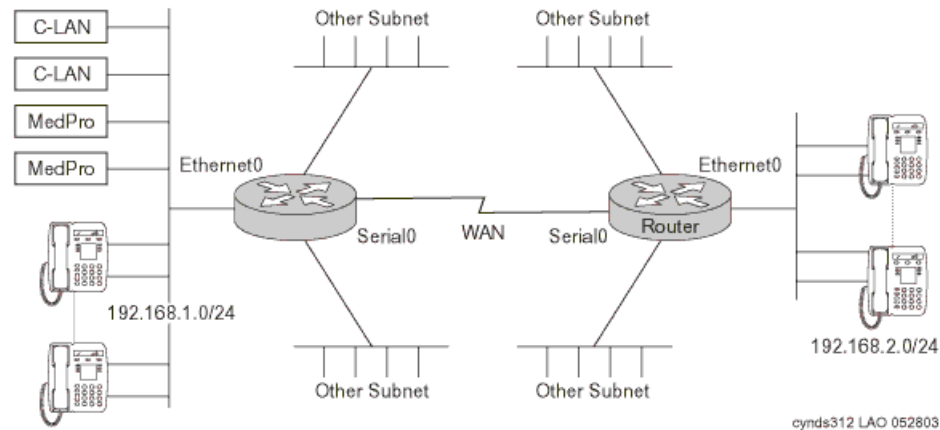 C-LAN
C-LAN
MedPro
MedPro
Other Subnet
Other Subnet
Ethernet0
Ethernet0
Serial0
WAN
Serial0
Router
192.168.1.0/24
192.168.2.0/24
Other Subnet
Other Subnet
cynds312 LAO 052803